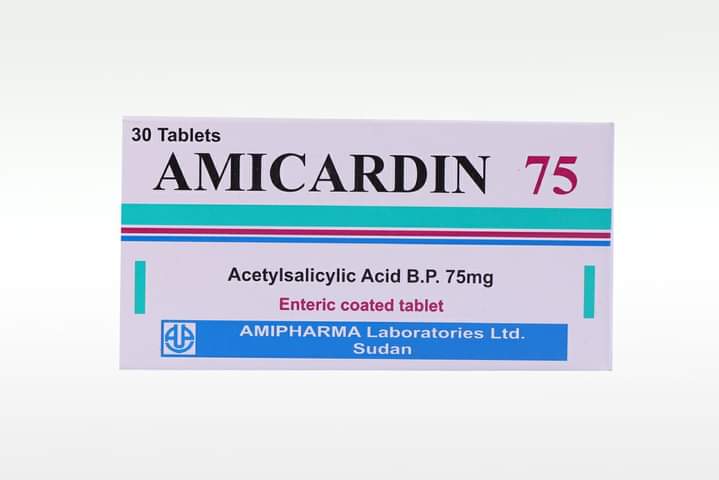 30 Tablets
AMICARDIN 75
Acetylsalicylic Acid B.P. 75mg
Enteric coated tablet
AMIPHARMA Laboratories Ltd.
Sudan